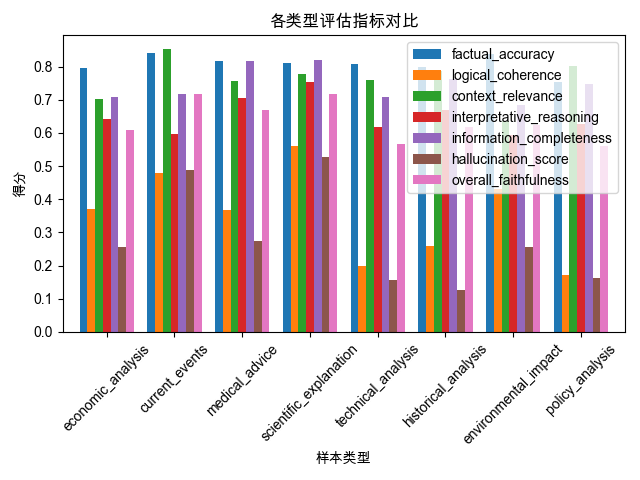 各类型评估指标对比
得分
0.8
0.7
0.6
0.5
0.4
0.3
0.2
0.1
0.0
factual_accuracy
logical_coherence
context_relevance
interpretative_reasoning
information_completeness
hallucination_score
overall_faithfulness
economic_analysis
current_events
medical_advice
scientific_explanation
technical_analysis
historical_analysis
environmental_impact
policy_analysis
样本类型